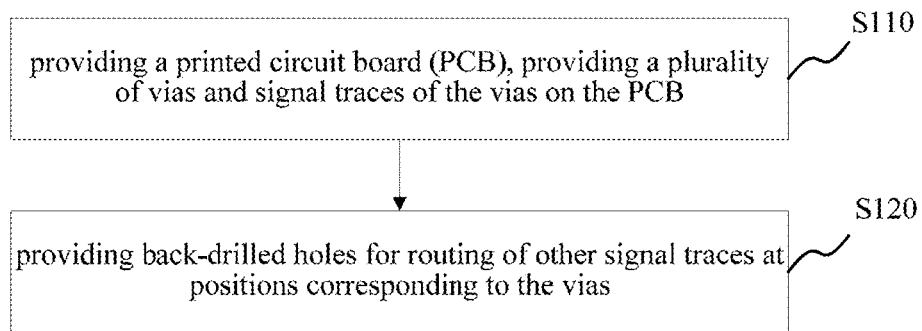 S110
providing a printed circuit board (PCB), providing a plurality
of vias and signal traces of the vias on the PCB
S120
providing back-drilled holes for routing of other signal traces at
positions corresponding to the vias